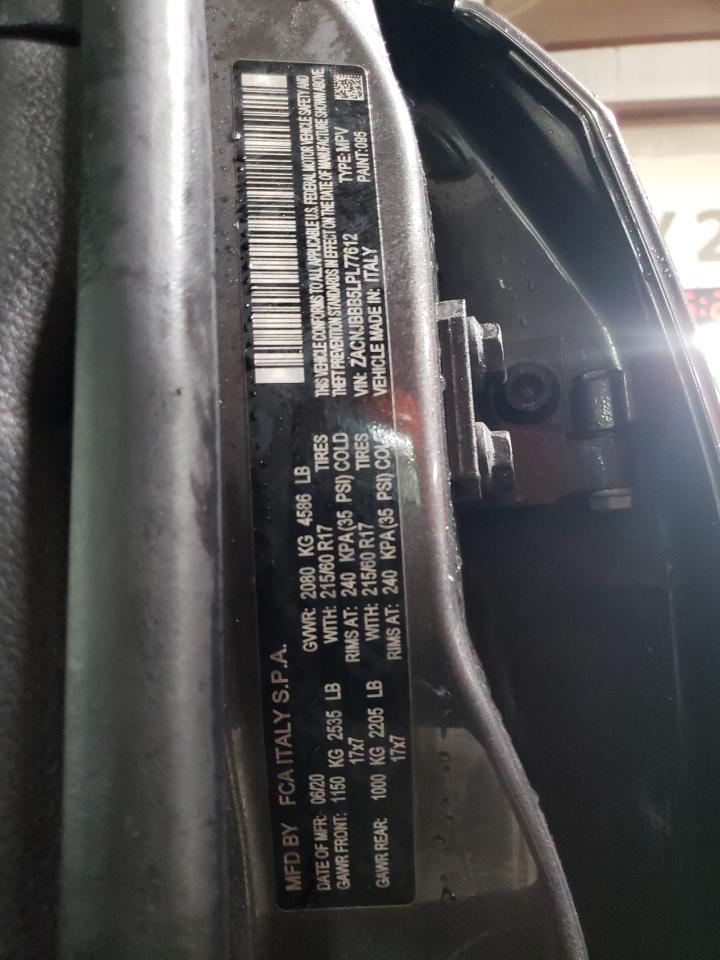 MFD BY FCA ITALY S.P.A.
DATE OF MFR: 06/20 GVWR: 2080 KG 4586 LB
GAWR FRONT: 1150 KG 2535 LB WITH: 215/60 R17 TIRES
17x7 RIMS AT: 240 KPA (35 PSI) COLD
GAWR REAR: 1000 KG 2205 LB WITH: 215/60 R17 TIRES
17x7 RIMS AT: 240 KPA (35 PSI) COLD
THIS VEHICLE CONFORMS TO ALL APPLICABLE U.S. FEDERAL MOTOR VEHICLE SAFETY AND
THEFT PREVENTION STANDARDS IN EFFECT ON THE DATE OF MANUFACTURE SHOWN ABOVE.
VIN: ZACNJBBB5LPL77612 TYPE: MPV
VEHICLE MADE IN: ITALY PAINT: 095